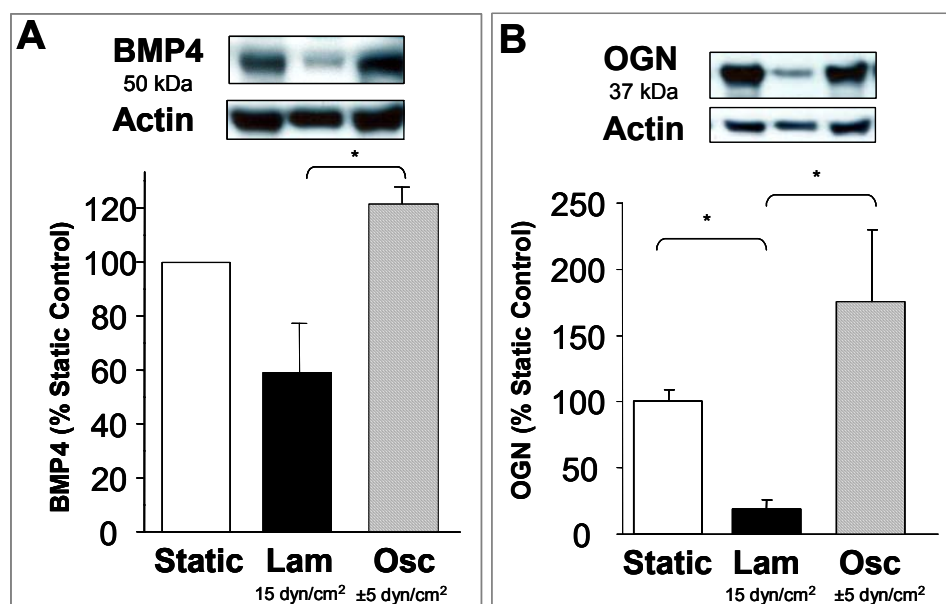 A
BMP4
50 kDa
Actin
*
BMP4 (% Static Control)
120
100
80
60
40
20
0
Static Lam Osc
15 dyn/cm² ±5 dyn/cm²
B
OGN
37 kDa
Actin
*
*
OGN (% Static Control)
250
200
150
100
50
0
Static Lam Osc
15 dyn/cm² ±5 dyn/cm²